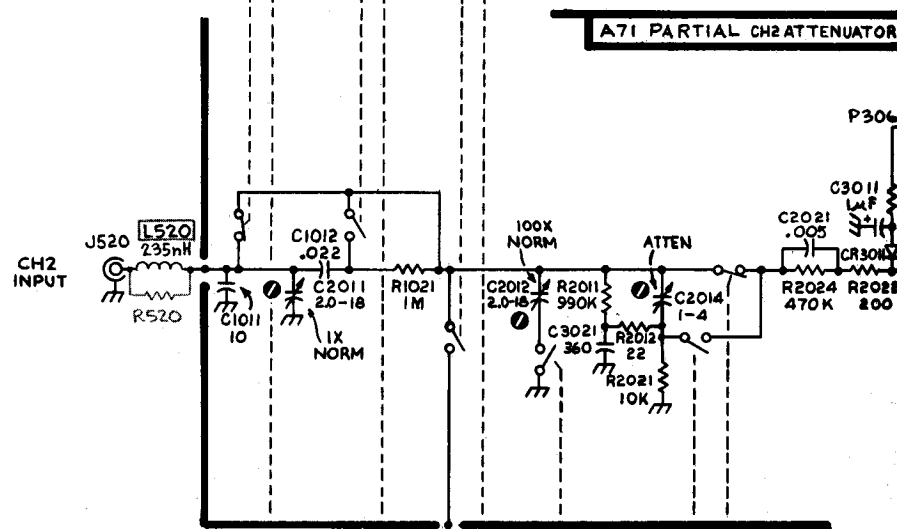 A71 PARTIAL CH2 ATTENUATOR
P306
C3011
1µF
+
C2021
.005
CR3011
R2024
470K
200
J520
L520
235nH
CH2
INPUT
R520
C1011
10
C1012
.022
C2011
2.0-18
1X
NORM
R1021
1M
100X
NORM
C2012
2.0-18
R2011
990K
ATTEN
C2014
1-4
C3021
360
R2012
22
R2021
10K